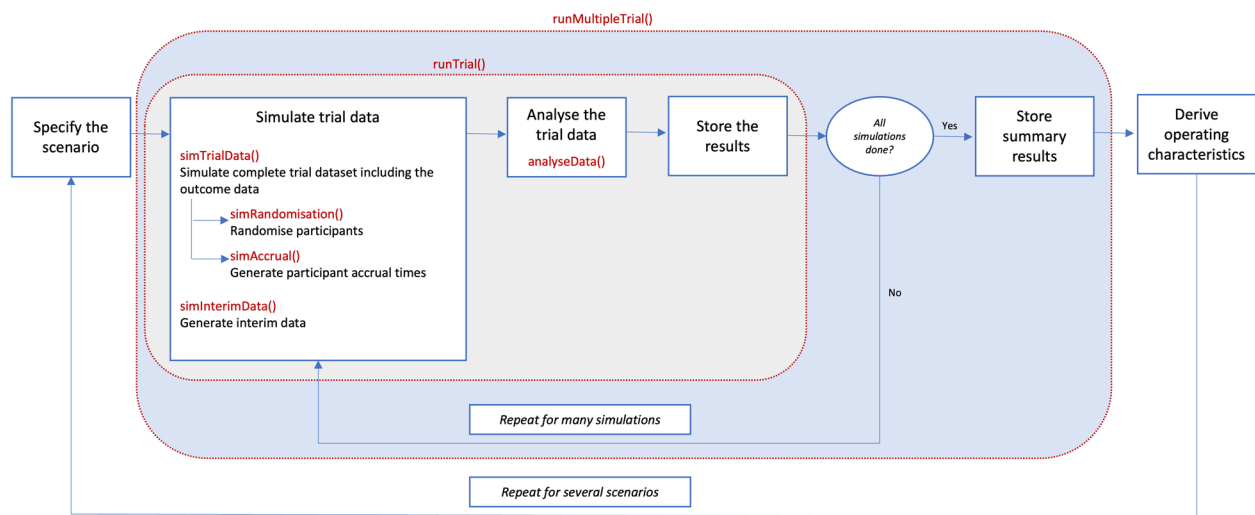 runMultipleTrial()
runTrial()
Specify the
scenario
Simulate trial data
simTrialData()
Simulate complete trial dataset including the
outcome data
simRandomisation()
Randomise participants
simAccrual()
Generate participant accrual times
simInterimData()
Generate interim data
Analyse the
trial data
analyseData()
Store the
results
All
simulations
done?
Yes
No
Store
summary
results
Derive
operating
characteristics
Repeat for many simulations
Repeat for several scenarios